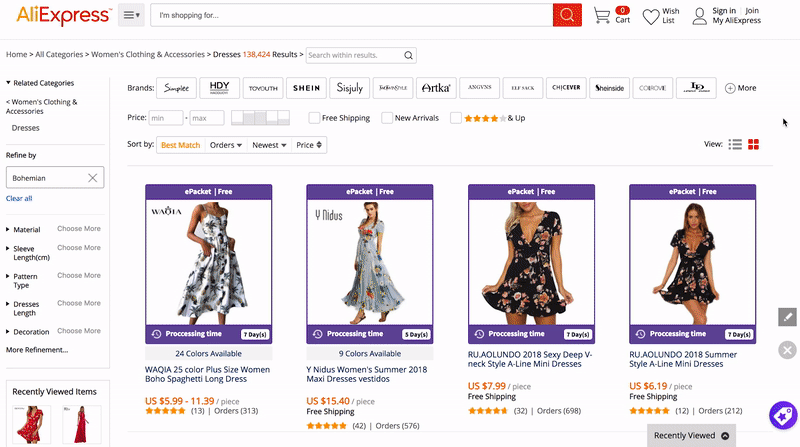 AliExpress™
I'm shopping for...
0
Cart
Wish
List
Sign in Join
My AliExpress
Home > All Categories > Women's Clothing & Accessories > Dresses 138,424 Results >
Search within results.
Related Categories
< Women's Clothing &
Accessories
Dresses
Refine by
Bohemian
Clear all
Material Choose More
Sleeve Choose More
Length(cm)
Pattern Choose More
Type
Dresses Choose More
Length
Decoration Choose More
More Refinement...
Recently Viewed Items
Brands: Simplee HDY TOYOUTH SHEIN Sisjuly Artka ANGVNS ELF SACK CH|CEVER Sheinside COIROVIE More
Price: min - max Free Shipping New Arrivals & Up
Sort by: Best Match Orders Newest Price
View:
ePacket | Free
WAQIA
Proccessing time 7 Day(s)
24 Colors Available
WAQIA 25 color Plus Size Women
Boho Spaghetti Long Dress
US $5.99 - 11.39 / piece
(13) | Orders (313)
ePacket | Free
Y Nidus
Proccessing time 5 Day(s)
9 Colors Available
Y Nidus Women's Summer 2018
Maxi Dresses vestidos
US $15.40 / piece
Free Shipping
(42) | Orders (576)
ePacket | Free
Proccessing time 7 Day(s)
RU.AOLUNDO 2018 Sexy Deep V-
neck Style A-Line Mini Dresses
US $7.99 / piece
Free Shipping
(32) | Orders (698)
ePacket | Free
Proccessing time 7 Day(s)
RU.AOLUNDO 2018 Summer
Style A-Line Mini Dresses
US $6.19 / piece
Free Shipping
(12) | Orders (212)
Recently Viewed